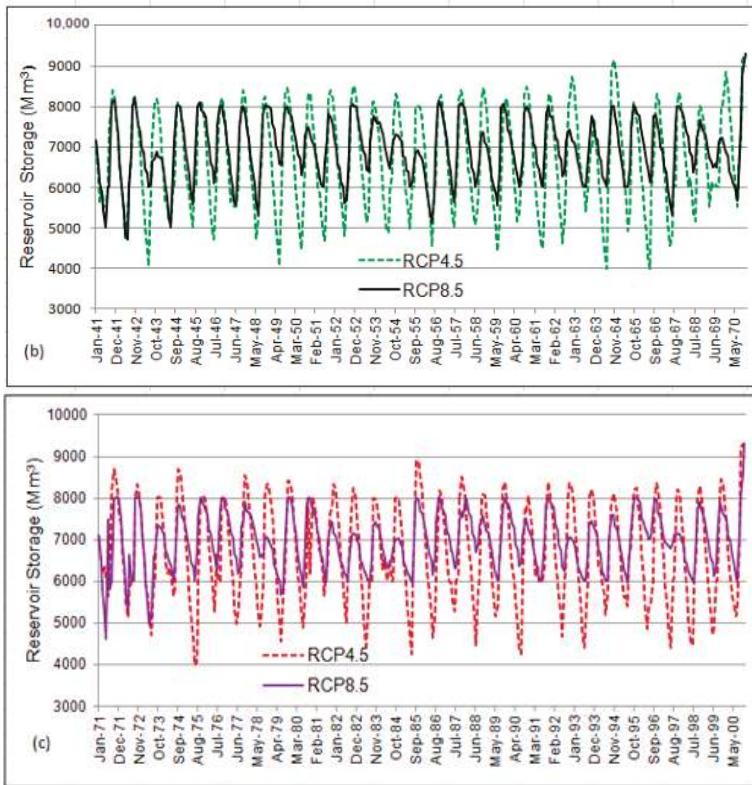 10,000
9000
8000
7000
6000
5000
4000
3000
Reservoir Storage (Mm³)
RCP4.5
RCP8.5
Jan-41
Dec-41
Nov-42
Oct-43
Sep-44
Aug-45
Jul-46
Jun-47
May-48
Apr-49
Mar-50
Feb-51
Jan-52
Dec-52
Nov-53
Oct-54
Sep-55
Aug-56
Jul-57
Jun-58
May-59
Apr-60
Mar-61
Feb-62
Jan-63
Dec-63
Nov-64
Oct-65
Sep-66
Aug-67
Jul-68
Jun-69
May-70
(b)
10000
9000
8000
7000
6000
5000
4000
3000
Reservoir Storage (Mm³)
RCP4.5
RCP8.5
Jan-71
Dec-71
Nov-72
Oct-73
Sep-74
Aug-75
Jul-76
Jun-77
May-78
Apr-79
Mar-80
Feb-81
Jan-82
Dec-82
Nov-83
Oct-84
Sep-85
Aug-86
Jul-87
Jun-88
May-89
Apr-90
Mar-91
Feb-92
Jan-93
Dec-93
Nov-94
Oct-95
Sep-96
Aug-97
Jul-98
Jun-99
May-00
(c)